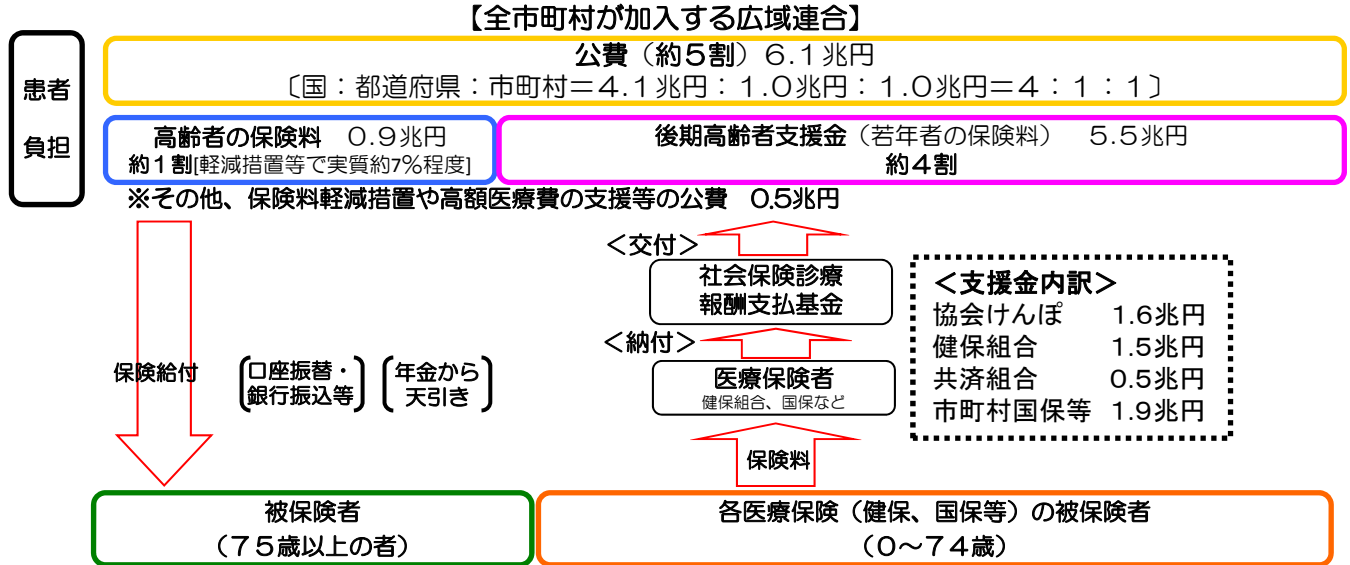 【全市町村が加入する広域連合】
患者
負担
公費（約５割）６.１兆円
〔国：都道府県：市町村＝４.１兆円：１.０兆円：１.０兆円＝４：１：１〕
高齢者の保険料　０.９兆円
約１割[軽減措置等で実質約7％程度]
後期高齢者支援金（若年者の保険料）　５.５兆円
約４割
※その他、保険料軽減措置や高額医療費の支援等の公費　0.5兆円
＜交付＞
社会保険診療
報酬支払基金
＜納付＞
医療保険者
健保組合、国保など
保険料
＜支援金内訳＞
協会けんぽ　1.6兆円
健保組合　1.5兆円
共済組合　0.5兆円
市町村国保等　1.9兆円
保険給付
口座振替・
銀行振込等
年金から
天引き
被保険者
（７５歳以上の者）
各医療保険（健保、国保等）の被保険者
（０～７４歳）